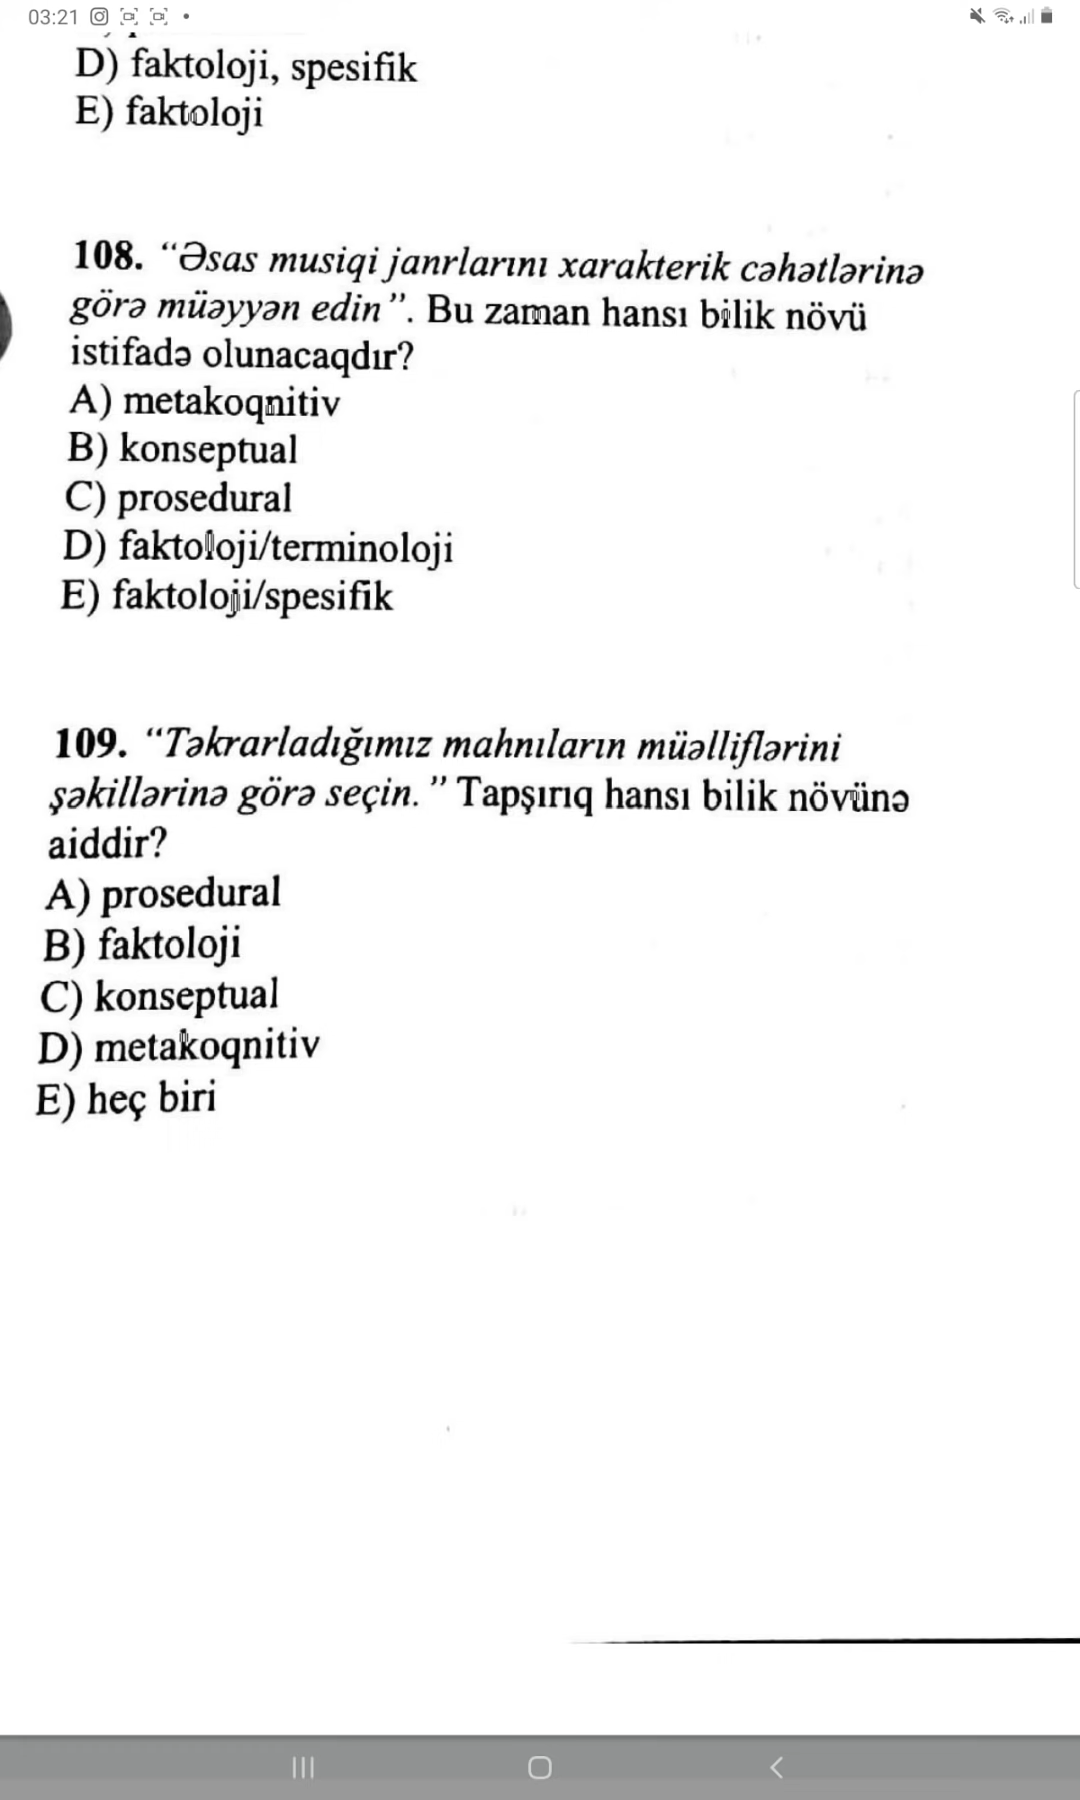 03:21
D) faktoloji, spesifik
E) faktoloji
108. “Əsas musiqi janrlarını xarakterik cəhətlərinə
görə müəyyən edin”. Bu zaman hansı bilik növü
istifadə olunacaqdır?
A) metakoqnitiv
B) konseptual
C) prosedural
D) faktoloji/terminoloji
E) faktoloji/spesifik
109. “Təkrarladığımız mahnıların müəlliflərini
şəkillərinə görə seçin.” Tapşırıq hansı bilik növünə
aiddir?
A) prosedural
B) faktoloji
C) konseptual
D) metakoqnitiv
E) heç biri